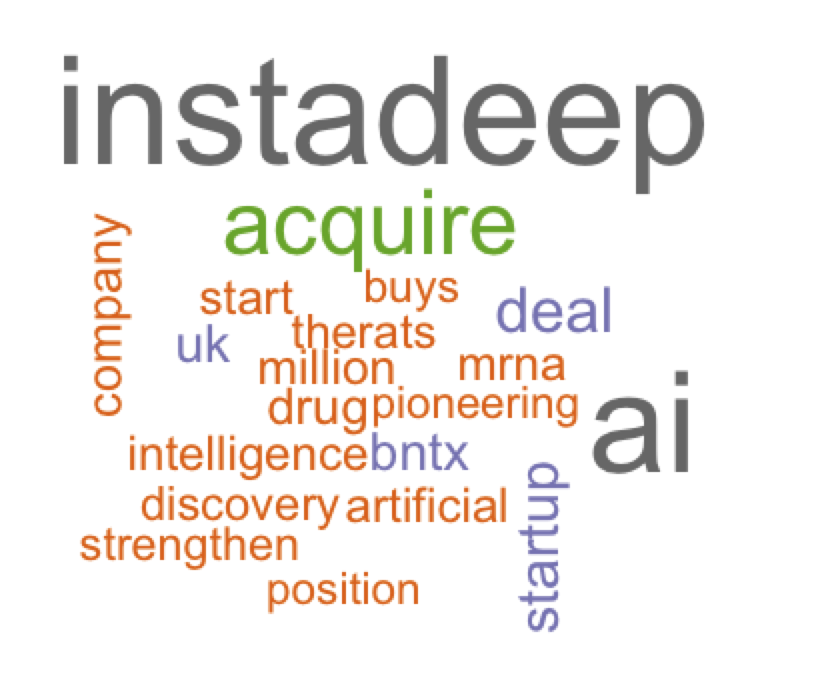 instadeep
acquire
company
start buys deal
uk therats
million mrna
drug pioneering ai
intelligence bntx
discovery artificial startup
strengthen
position